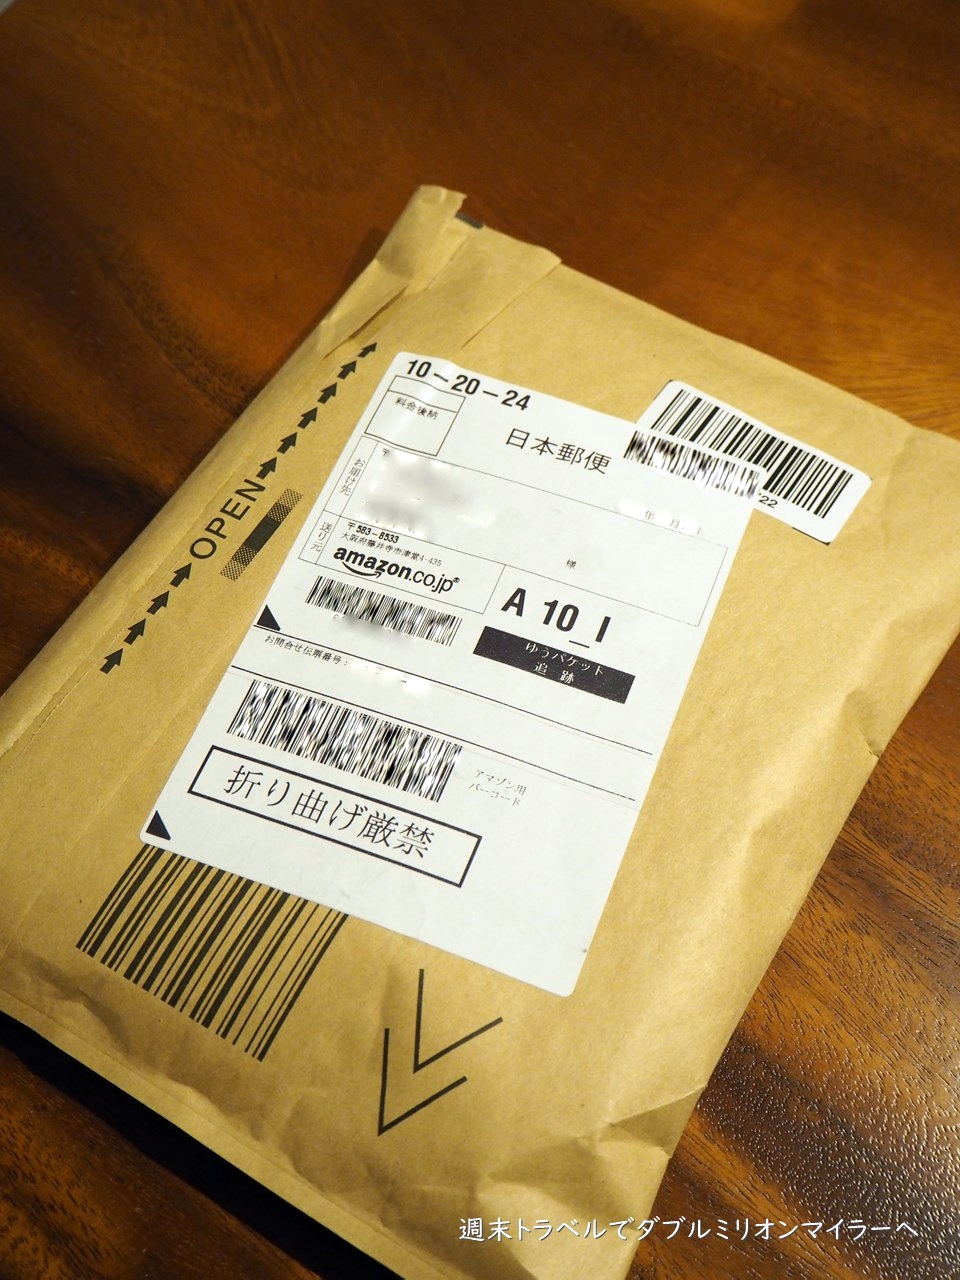 OPEN
10-20-24
料金後納
日本郵便
お届け先
〒
様
送り元
〒583-8533
大阪府藤井寺市津堂4-435
amazon.co.jp®
A 10_I
ゆうパケット
追 跡
お問合せ伝票番号:
アマゾン用
バーコード
折り曲げ厳禁
週末トラベルでダブルミリオンマイラーへ